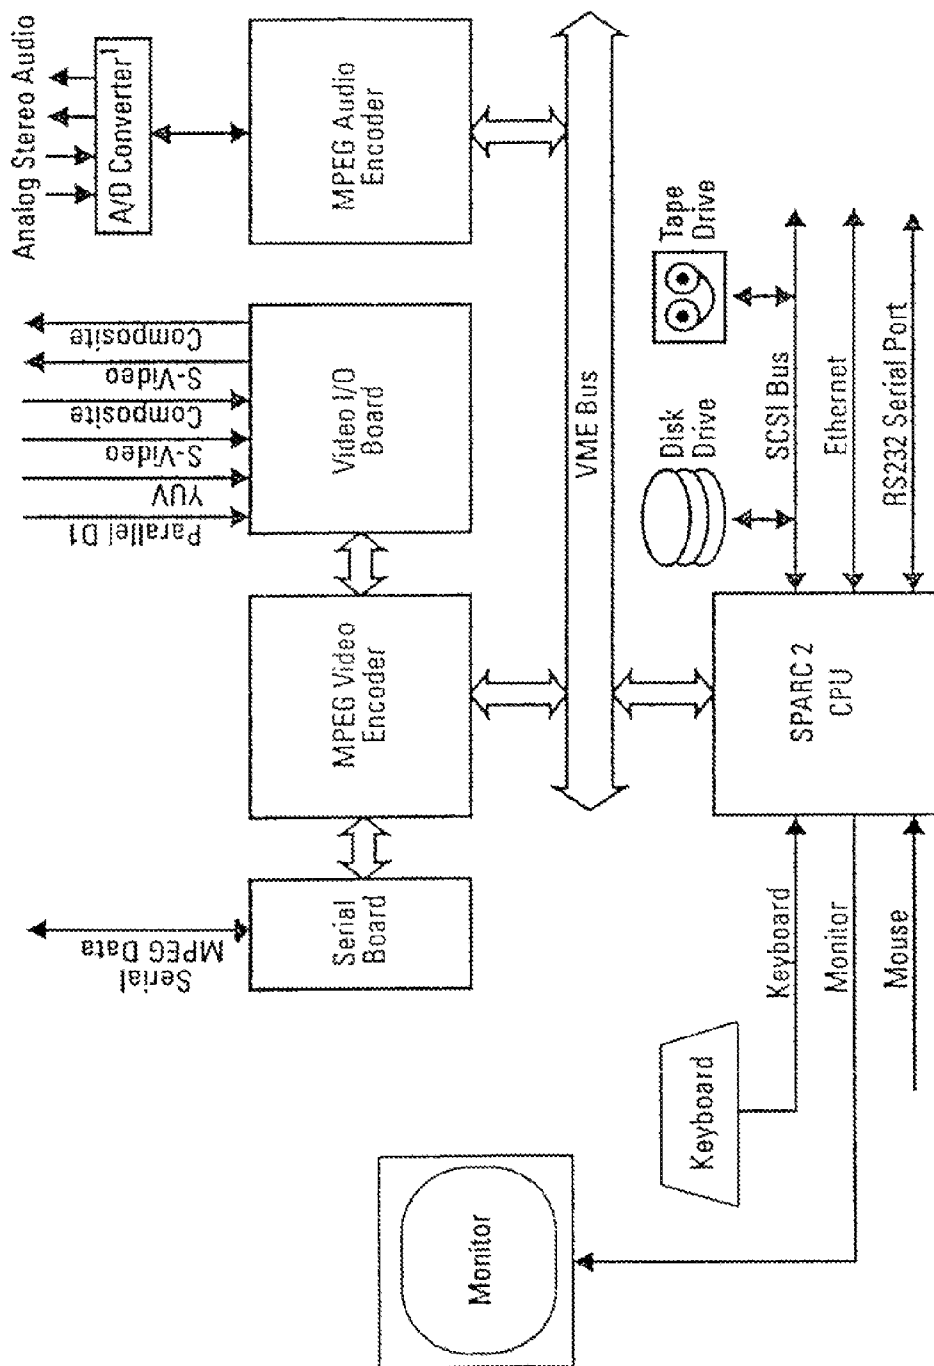 Serial
MPEG Data
Parallel D1
YUV
S-Video
Composite
S-Video
Composite
Analog Stereo Audio
A/D Converter1
Serial
Board
MPEG Video
Encoder
Video I/O
Board
MPEG Audio
Encoder
VME Bus
Monitor
Keyboard
Keyboard
Monitor
Mouse
SPARC 2
CPU
Disk
Drive
Tape
Drive
SCSI Bus
Ethernet
RS232 Serial Port